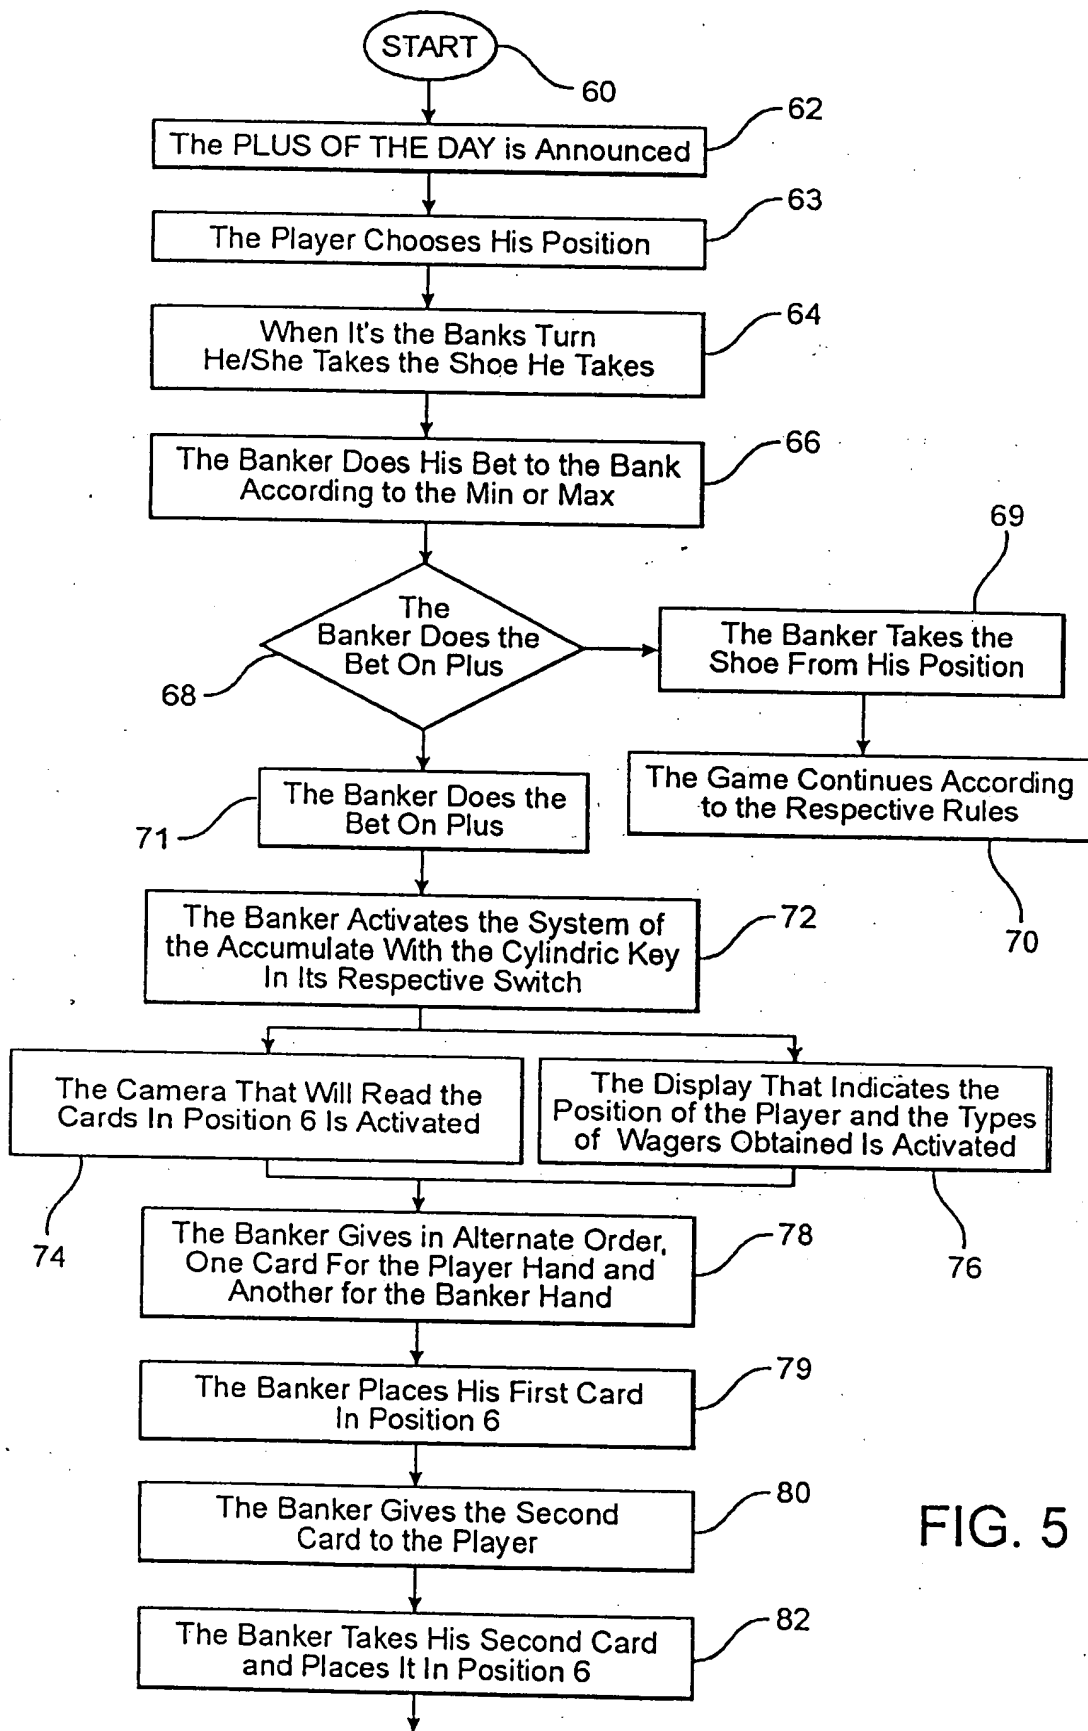 START
60
The PLUS OF THE DAY is Announced
62
The Player Chooses His Position
63
When It's the Banks Turn
He/She Takes the Shoe He Takes
64
The Banker Does His Bet to the Bank
According to the Min or Max
66
The
Banker Does the
Bet On Plus
68
69
The Banker Takes the
Shoe From His Position
The Game Continues According
to the Respective Rules
70
The Banker Does the
Bet On Plus
71
The Banker Activates the System of
the Accumulate With the Cylindric Key
In Its Respective Switch
72
The Camera That Will Read the
Cards In Position 6 Is Activated
74
The Display That Indicates the
Position of the Player and the Types
of Wagers Obtained Is Activated
76
The Banker Gives in Alternate Order,
One Card For the Player Hand and
Another for the Banker Hand
78
The Banker Places His First Card
In Position 6
79
The Banker Gives the Second
Card to the Player
80
The Banker Takes His Second Card
and Places It In Position 6
82
FIG. 5